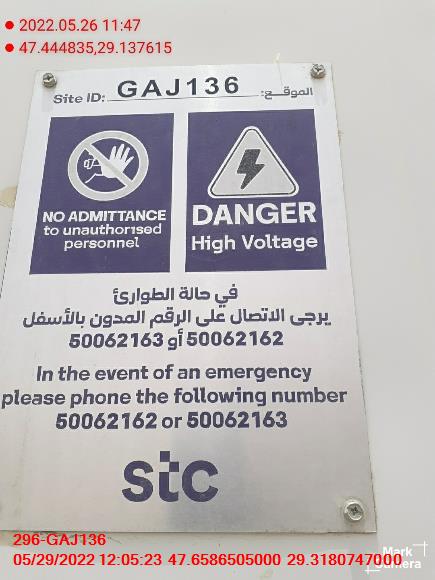 2022.05.26 11:47
47.444835,29.137615
Site ID: GAJ136 الموقع:
NO ADMITTANCE
to unauthorised
personnel
DANGER
High Voltage
في حالة الطوارئ
يرجى الاتصال على الرقم المدون بالأسفل
50062162 أو 50062163
In the event of an emergency
please phone the following number
50062162 or 50062163
stc
296-GAJ136
05/29/2022 12:05:23 47.6586505000 29.3180747000
Mark
Camera